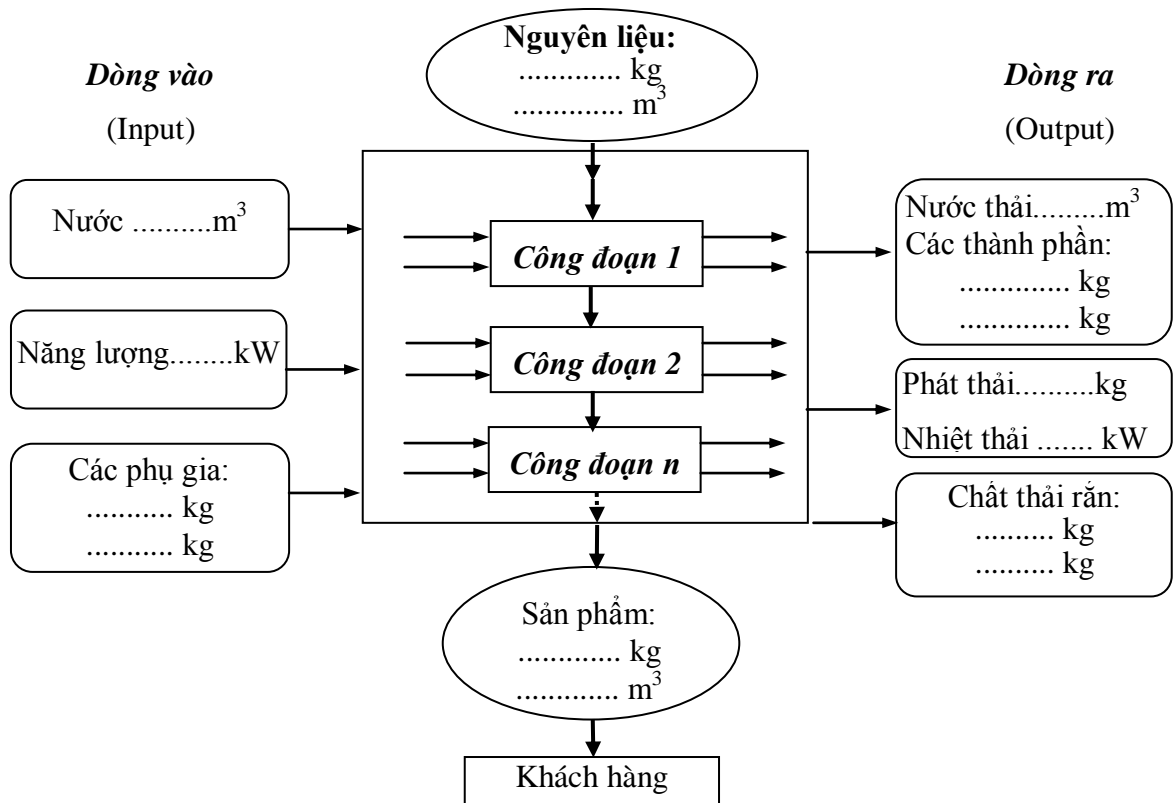 Nguyên liệu:
............. kg
.............. m³
Dòng vào
(Input)
Dòng ra
(Output)
Nước ..........m³
Năng lượng........kW
Các phụ gia:
........... kg
........... kg
Công đoạn 1
Công đoạn 2
Công đoạn n
Nước thải.........m³
Các thành phần:
.............. kg
.............. kg
Phát thải..........kg
Nhiệt thải ....... kW
Chất thải rắn:
.......... kg
.......... kg
Sản phẩm:
............. kg
............. m³
Khách hàng